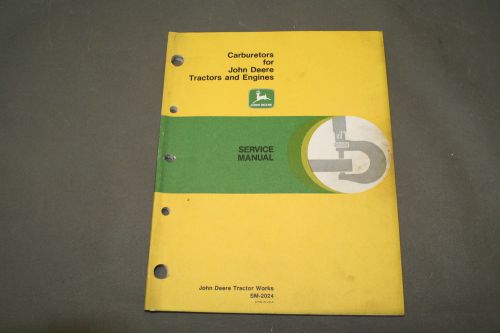 Carburetors
for
John Deere
Tractors and Engines
JOHN DEERE
SERVICE
MANUAL
John Deere Tractor Works
SM-2024